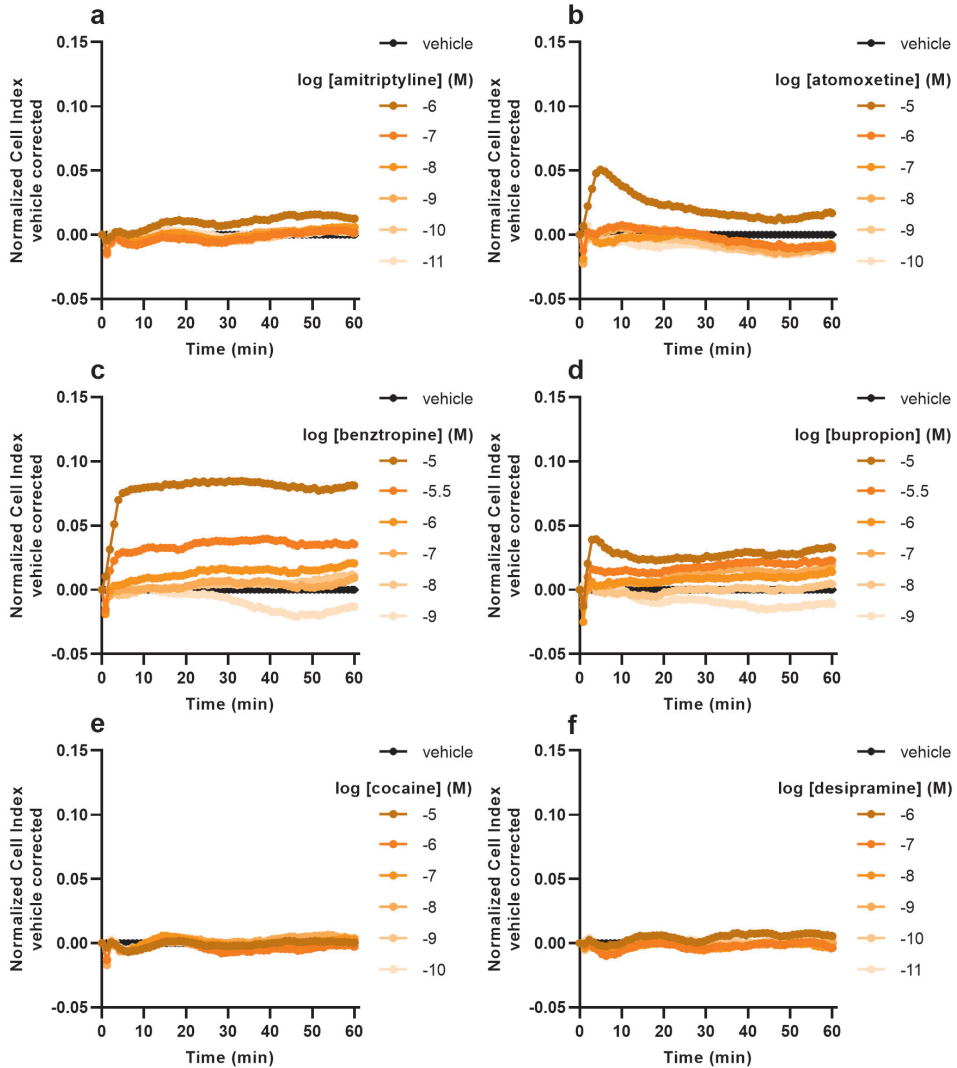 a
Normalized Cell Index
vehicle corrected
0.15
0.10
0.05
0.00
-0.05
0 10 20 30 40 50 60
Time (min)
vehicle
log [amitriptyline] (M)
-6
-7
-8
-9
-10
-11
b
Normalized Cell Index
vehicle corrected
0.15
0.10
0.05
0.00
-0.05
0 10 20 30 40 50 60
Time (min)
vehicle
log [atomoxetine] (M)
-5
-6
-7
-8
-9
-10
c
Normalized Cell Index
vehicle corrected
0.15
0.10
0.05
0.00
-0.05
0 10 20 30 40 50 60
Time (min)
vehicle
log [benztropine] (M)
-5
-5.5
-6
-7
-8
-9
d
Normalized Cell Index
vehicle corrected
0.15
0.10
0.05
0.00
-0.05
0 10 20 30 40 50 60
Time (min)
vehicle
log [bupropion] (M)
-5
-5.5
-6
-7
-8
-9
e
Normalized Cell Index
vehicle corrected
0.15
0.10
0.05
0.00
-0.05
0 10 20 30 40 50 60
Time (min)
vehicle
log [cocaine] (M)
-5
-6
-7
-8
-9
-10
f
Normalized Cell Index
vehicle corrected
0.15
0.10
0.05
0.00
-0.05
0 10 20 30 40 50 60
Time (min)
vehicle
log [desipramine] (M)
-6
-7
-8
-9
-10
-11